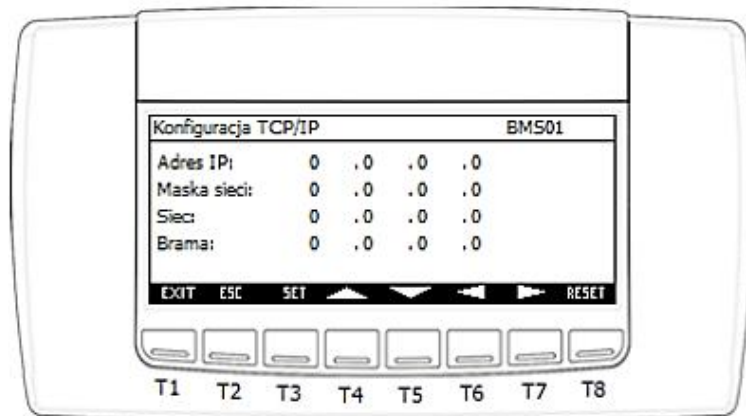 Konfiguracja TCP/IP BMS01
Adres IP: 0 .0 .0 .0
Maska sieci: 0 .0 .0 .0
Siec: 0 .0 .0 .0
Brama: 0 .0 .0 .0
EXIT ESC SET RESET
T1 T2 T3 T4 T5 T6 T7 T8